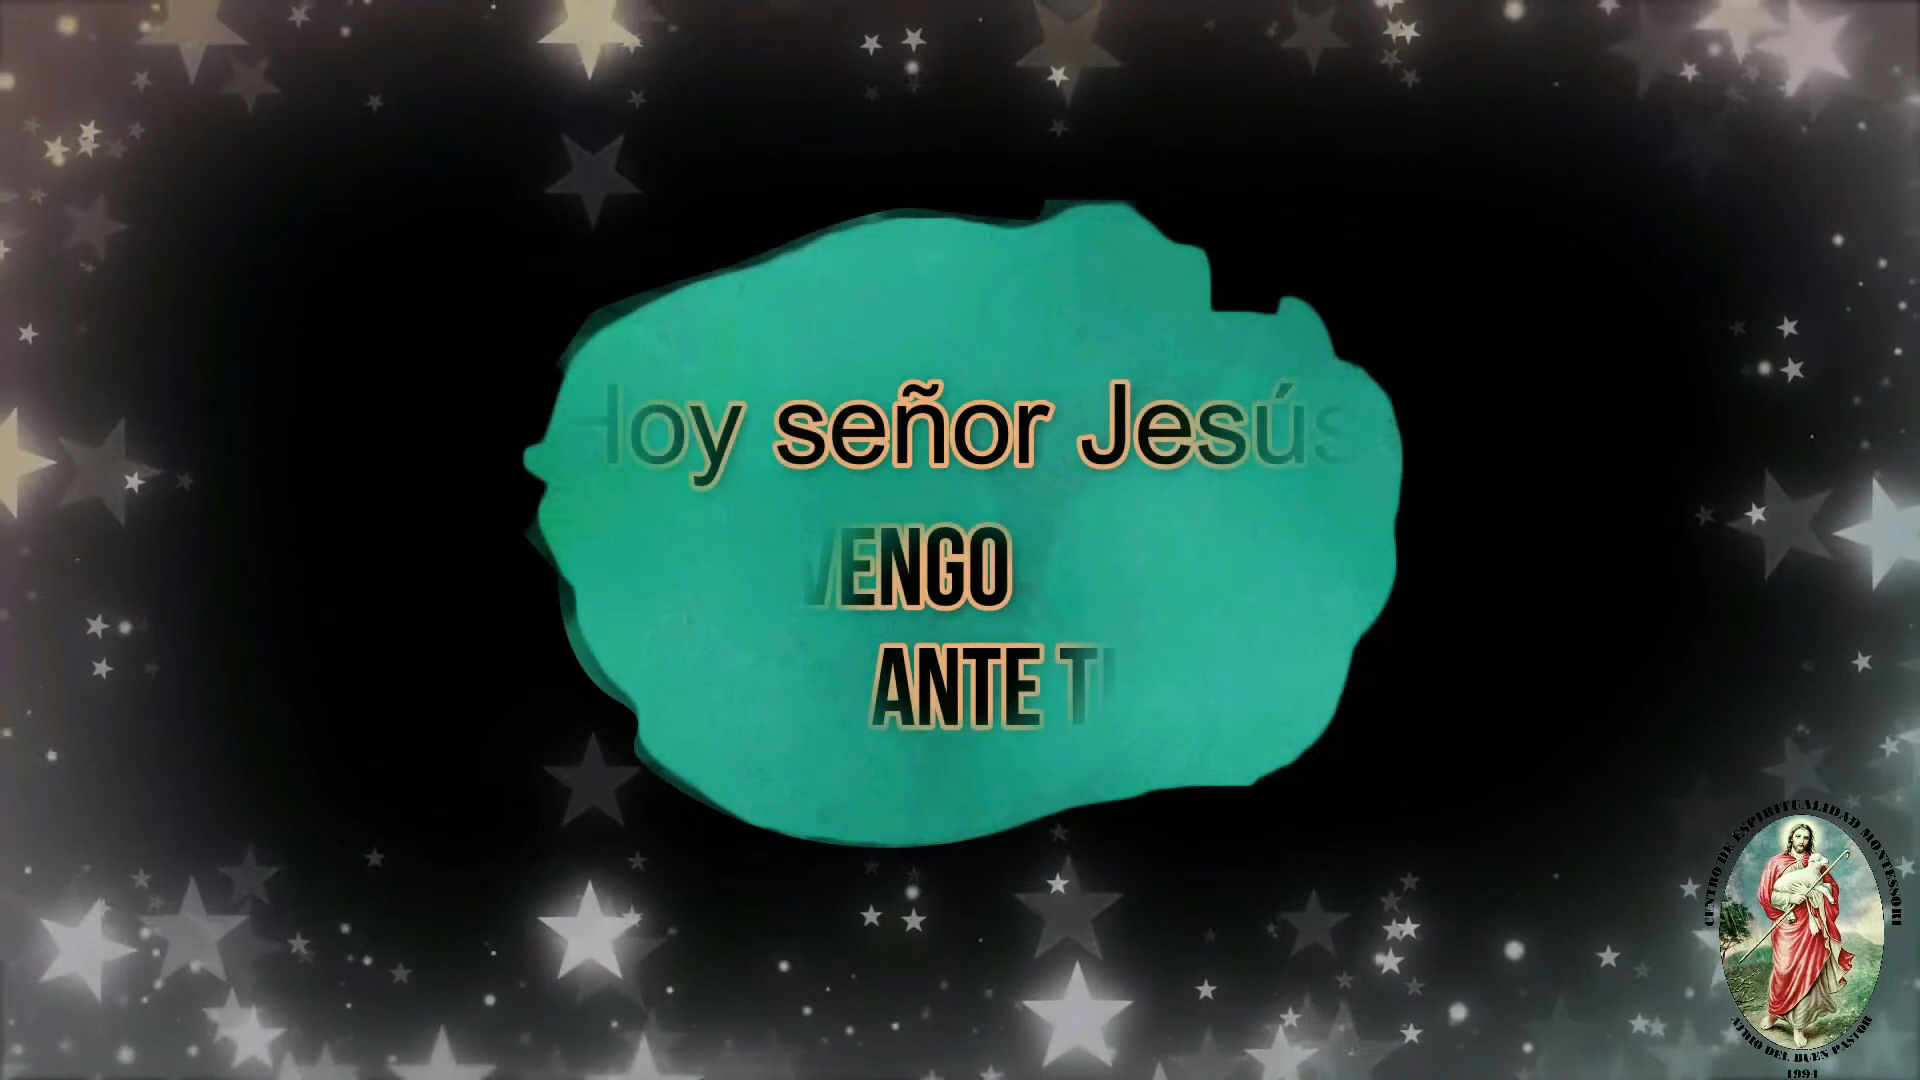 Hoy señor Jesús
VENGO
ANTE TI
CENTRO DE ESPIRITUALIDAD MONTESSORI
ATRIO DEL BUEN PASTOR
1994